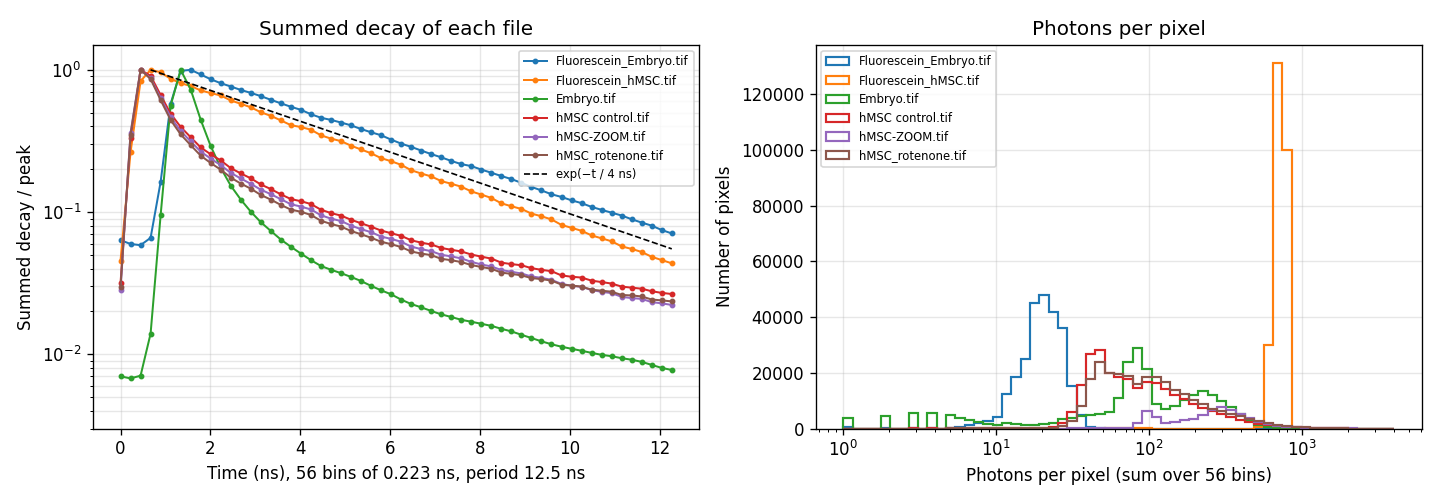 Summed decay of each file
Summed decay / peak
10⁰
10⁻¹
10⁻²
0
2
4
6
8
10
12
Time (ns), 56 bins of 0.223 ns, period 12.5 ns
Fluorescein_Embryo.tif
Fluorescein_hMSC.tif
Embryo.tif
hMSC control.tif
hMSC-ZOOM.tif
hMSC_rotenone.tif
exp(−t / 4 ns)
Photons per pixel
Number of pixels
120000
100000
80000
60000
40000
20000
0
10⁰
10¹
10²
10³
Photons per pixel (sum over 56 bins)
Fluorescein_Embryo.tif
Fluorescein_hMSC.tif
Embryo.tif
hMSC control.tif
hMSC-ZOOM.tif
hMSC_rotenone.tif